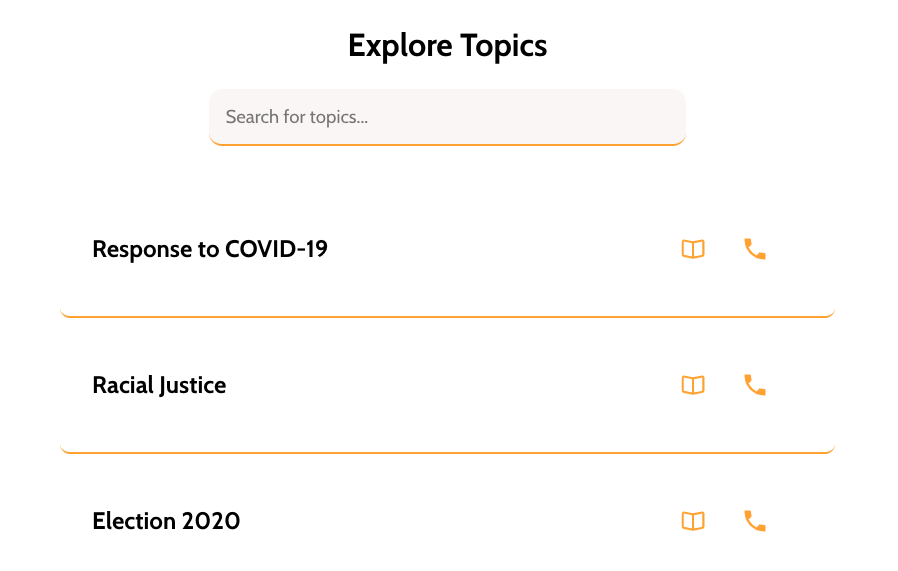 Explore Topics
Search for topics...
Response to COVID-19
Racial Justice
Election 2020